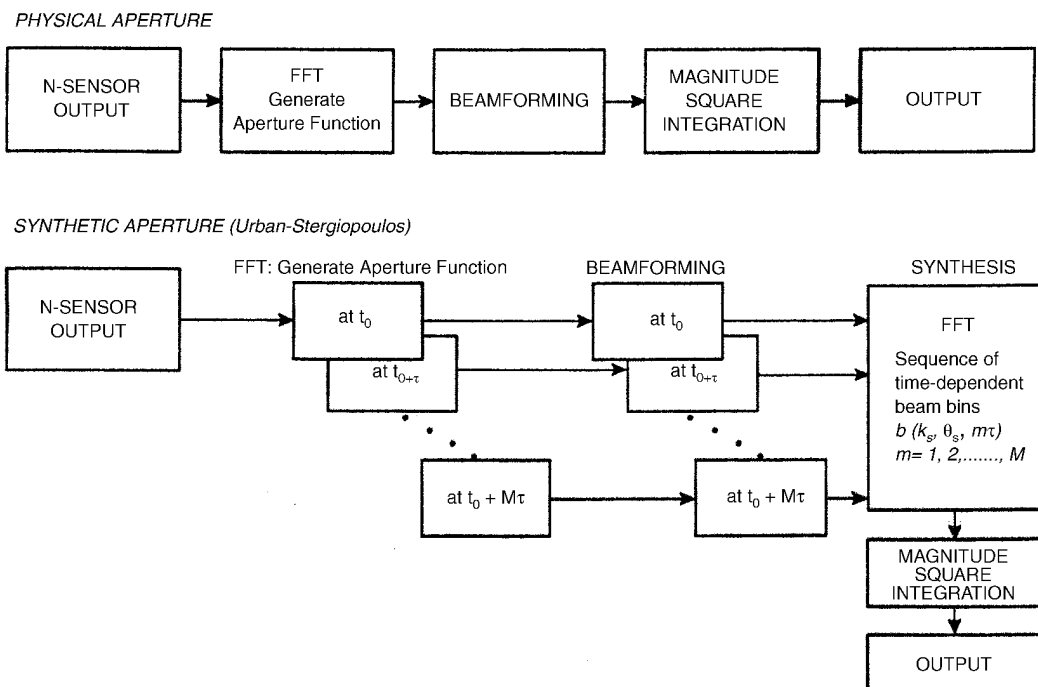 PHYSICAL APERTURE
N-SENSOR
OUTPUT
FFT
Generate
Aperture Function
BEAMFORMING
MAGNITUDE
SQUARE
INTEGRATION
OUTPUT
SYNTHETIC APERTURE (Urban-Stergiopoulos)
N-SENSOR
OUTPUT
FFT: Generate Aperture Function
at t₀
at t₀₊τ
at t₀ + Mτ
BEAMFORMING
at t₀
at t₀₊τ
at t₀ + Mτ
SYNTHESIS
FFT
Sequence of
time-dependent
beam bins
b (kₛ, θₛ, mτ)
m= 1, 2,......., M
MAGNITUDE
SQUARE
INTEGRATION
OUTPUT